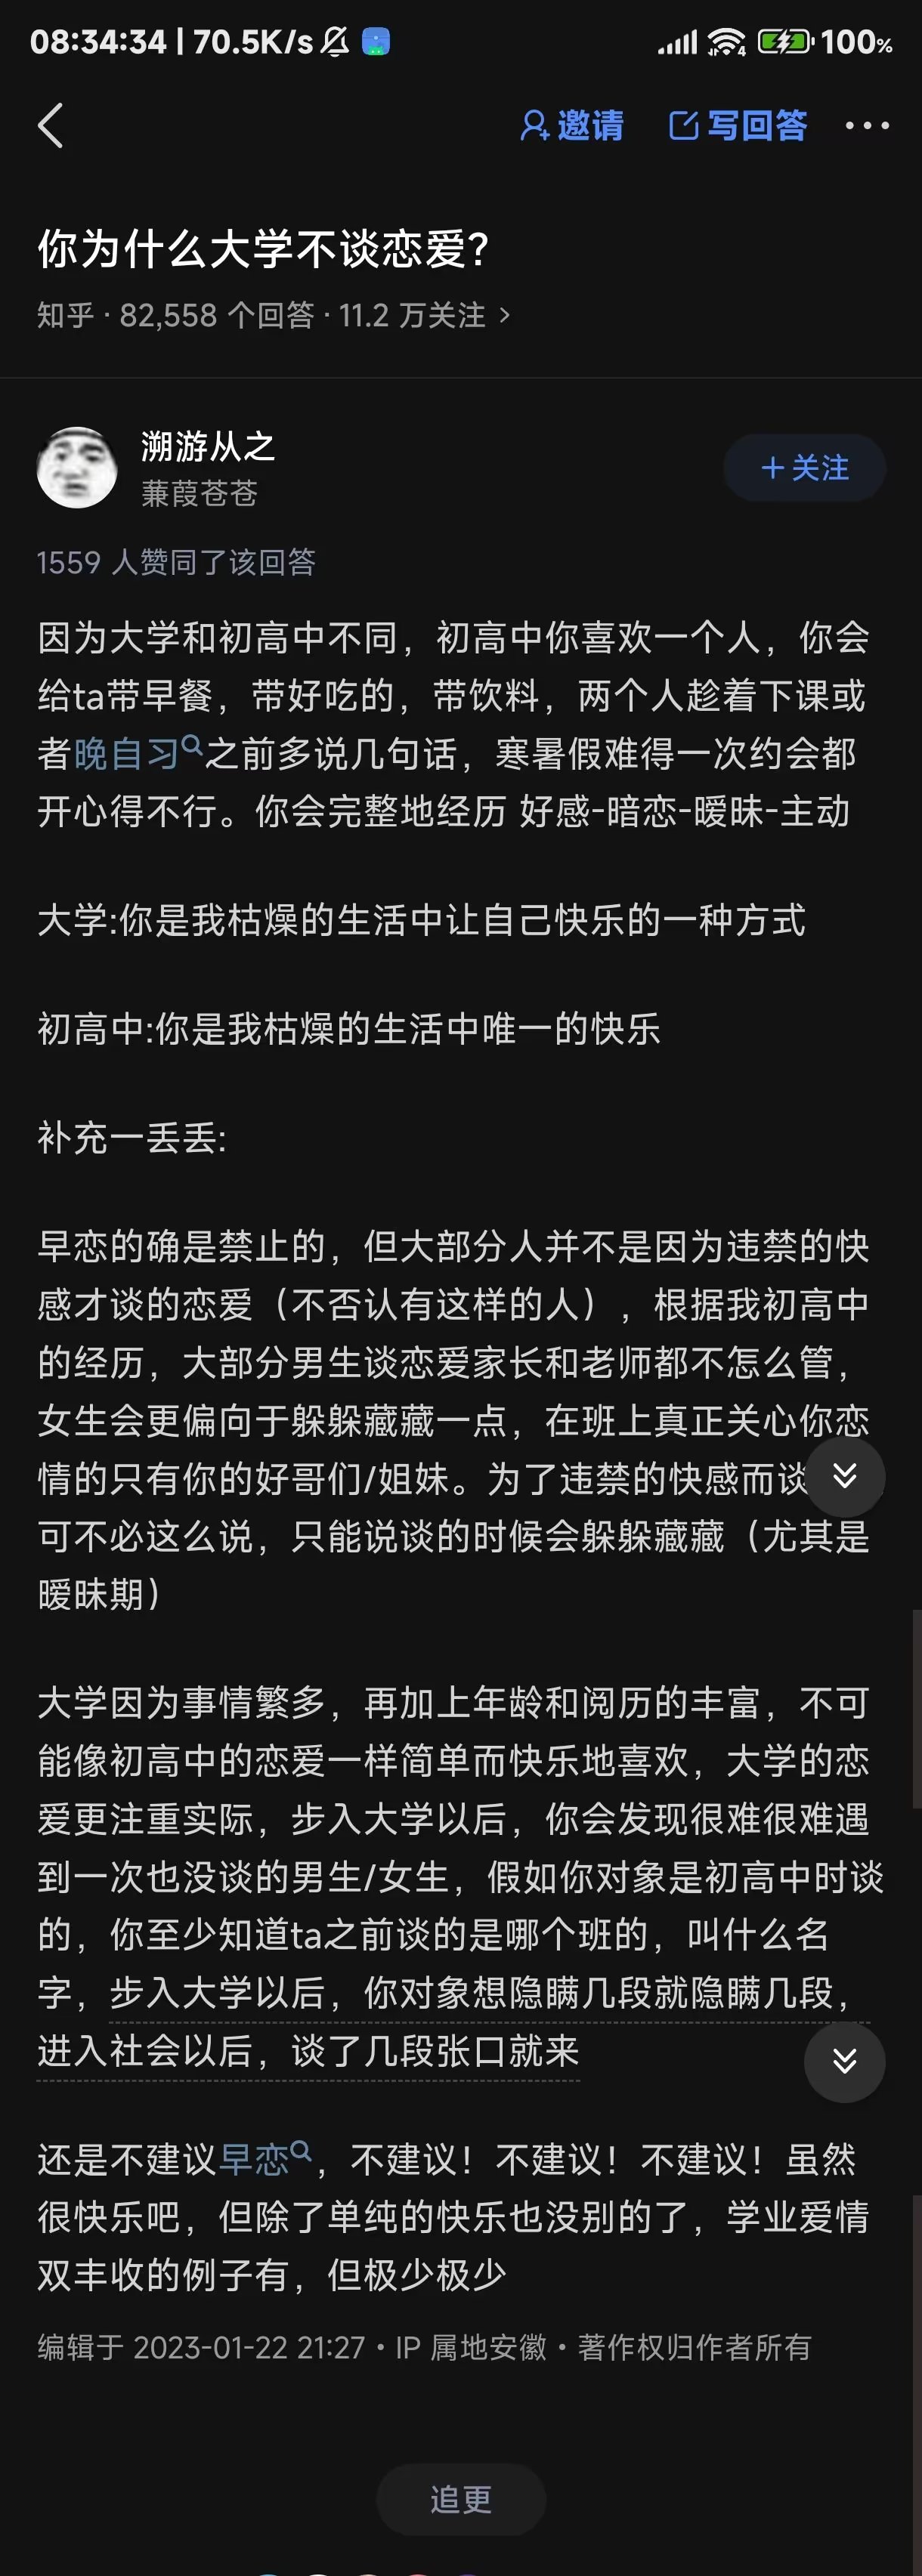 08:34:34 | 70.5K/s
100%
邀请
写回答
你为什么大学不谈恋爱?
知乎 · 82,558 个回答 · 11.2 万关注 >
溯游从之
蒹葭苍苍
+ 关注
1559 人赞同了该回答
因为大学和初高中不同，初高中你喜欢一个人，你会
给ta带早餐，带好吃的，带饮料，两个人趁着下课或
者晚自习之前多说几句话，寒暑假难得一次约会都
开心得不行。你会完整地经历 好感-暗恋-暧昧-主动
大学:你是我枯燥的生活中让自己快乐的一种方式
初高中:你是我枯燥的生活中唯一的快乐
补充一丢丢:
早恋的确是禁止的，但大部分人并不是因为违禁的快
感才谈的恋爱（不否认有这样的人），根据我初高中
的经历，大部分男生谈恋爱家长和老师都不怎么管，
女生会更偏向于躲躲藏藏一点，在班上真正关心你恋
情的只有你的好哥们/姐妹。为了违禁的快感而谈
可不必这么说，只能说谈的时候会躲躲藏藏（尤其是
暧昧期）
大学因为事情繁多，再加上年龄和阅历的丰富，不可
能像初高中的恋爱一样简单而快乐地喜欢，大学的恋
爱更注重实际，步入大学以后，你会发现很难很难遇
到一次也没谈的男生/女生，假如你对象是初高中时谈
的，你至少知道ta之前谈的是哪个班的，叫什么名
字，步入大学以后，你对象想隐瞒几段就隐瞒几段，
进入社会以后，谈了几段张口就来
还是不建议早恋，不建议！不建议！不建议！虽然
很快乐吧，但除了单纯的快乐也没别的了，学业爱情
双丰收的例子有，但极少极少
编辑于 2023-01-22 21:27 · IP 属地安徽 · 著作权归作者所有
追更